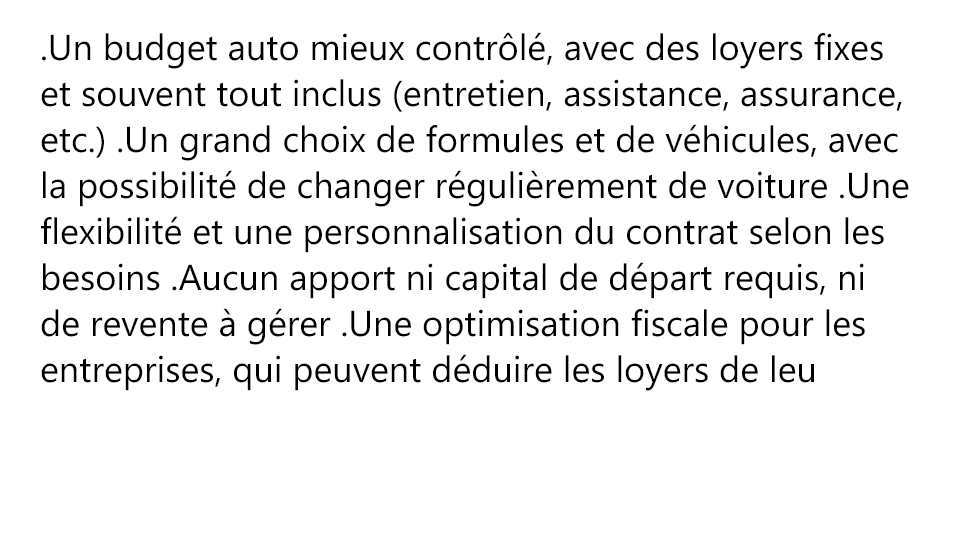 .Un budget auto mieux contrôlé, avec des loyers fixes
et souvent tout inclus (entretien, assistance, assurance,
etc.) .Un grand choix de formules et de véhicules, avec
la possibilité de changer régulièrement de voiture .Une
flexibilité et une personnalisation du contrat selon les
besoins .Aucun apport ni capital de départ requis, ni
de revente à gérer .Une optimisation fiscale pour les
entreprises, qui peuvent déduire les loyers de leu